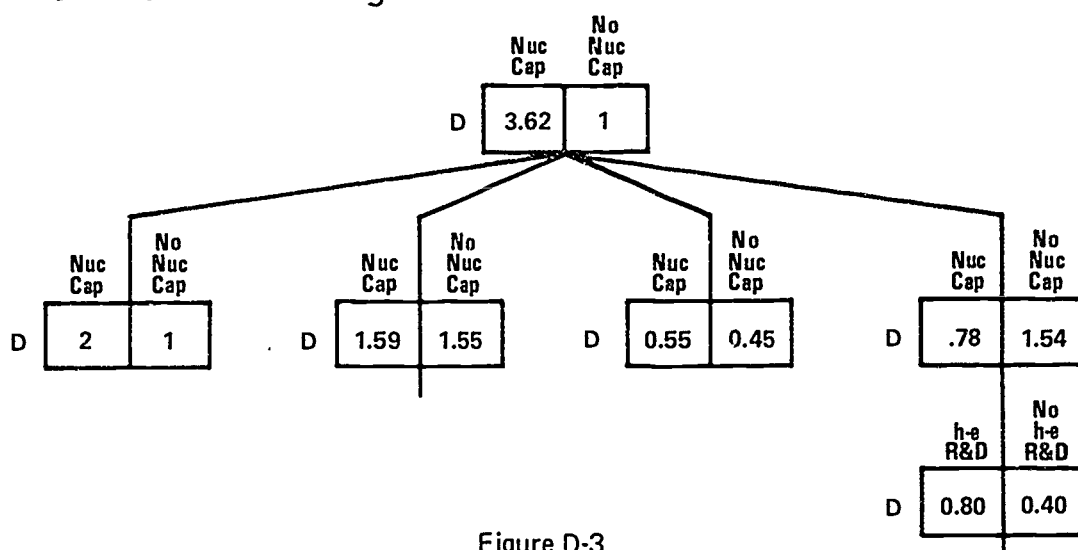 Nuc Cap
No Nuc Cap
D 3.62 1
Nuc Cap
No Nuc Cap
D 2 1
Nuc Cap
No Nuc Cap
D 1.59 1.55
Nuc Cap
No Nuc Cap
D 0.55 0.45
Nuc Cap
No Nuc Cap
D .78 1.54
h-e R&D
No h-e R&D
D 0.80 0.40
Figure D-3